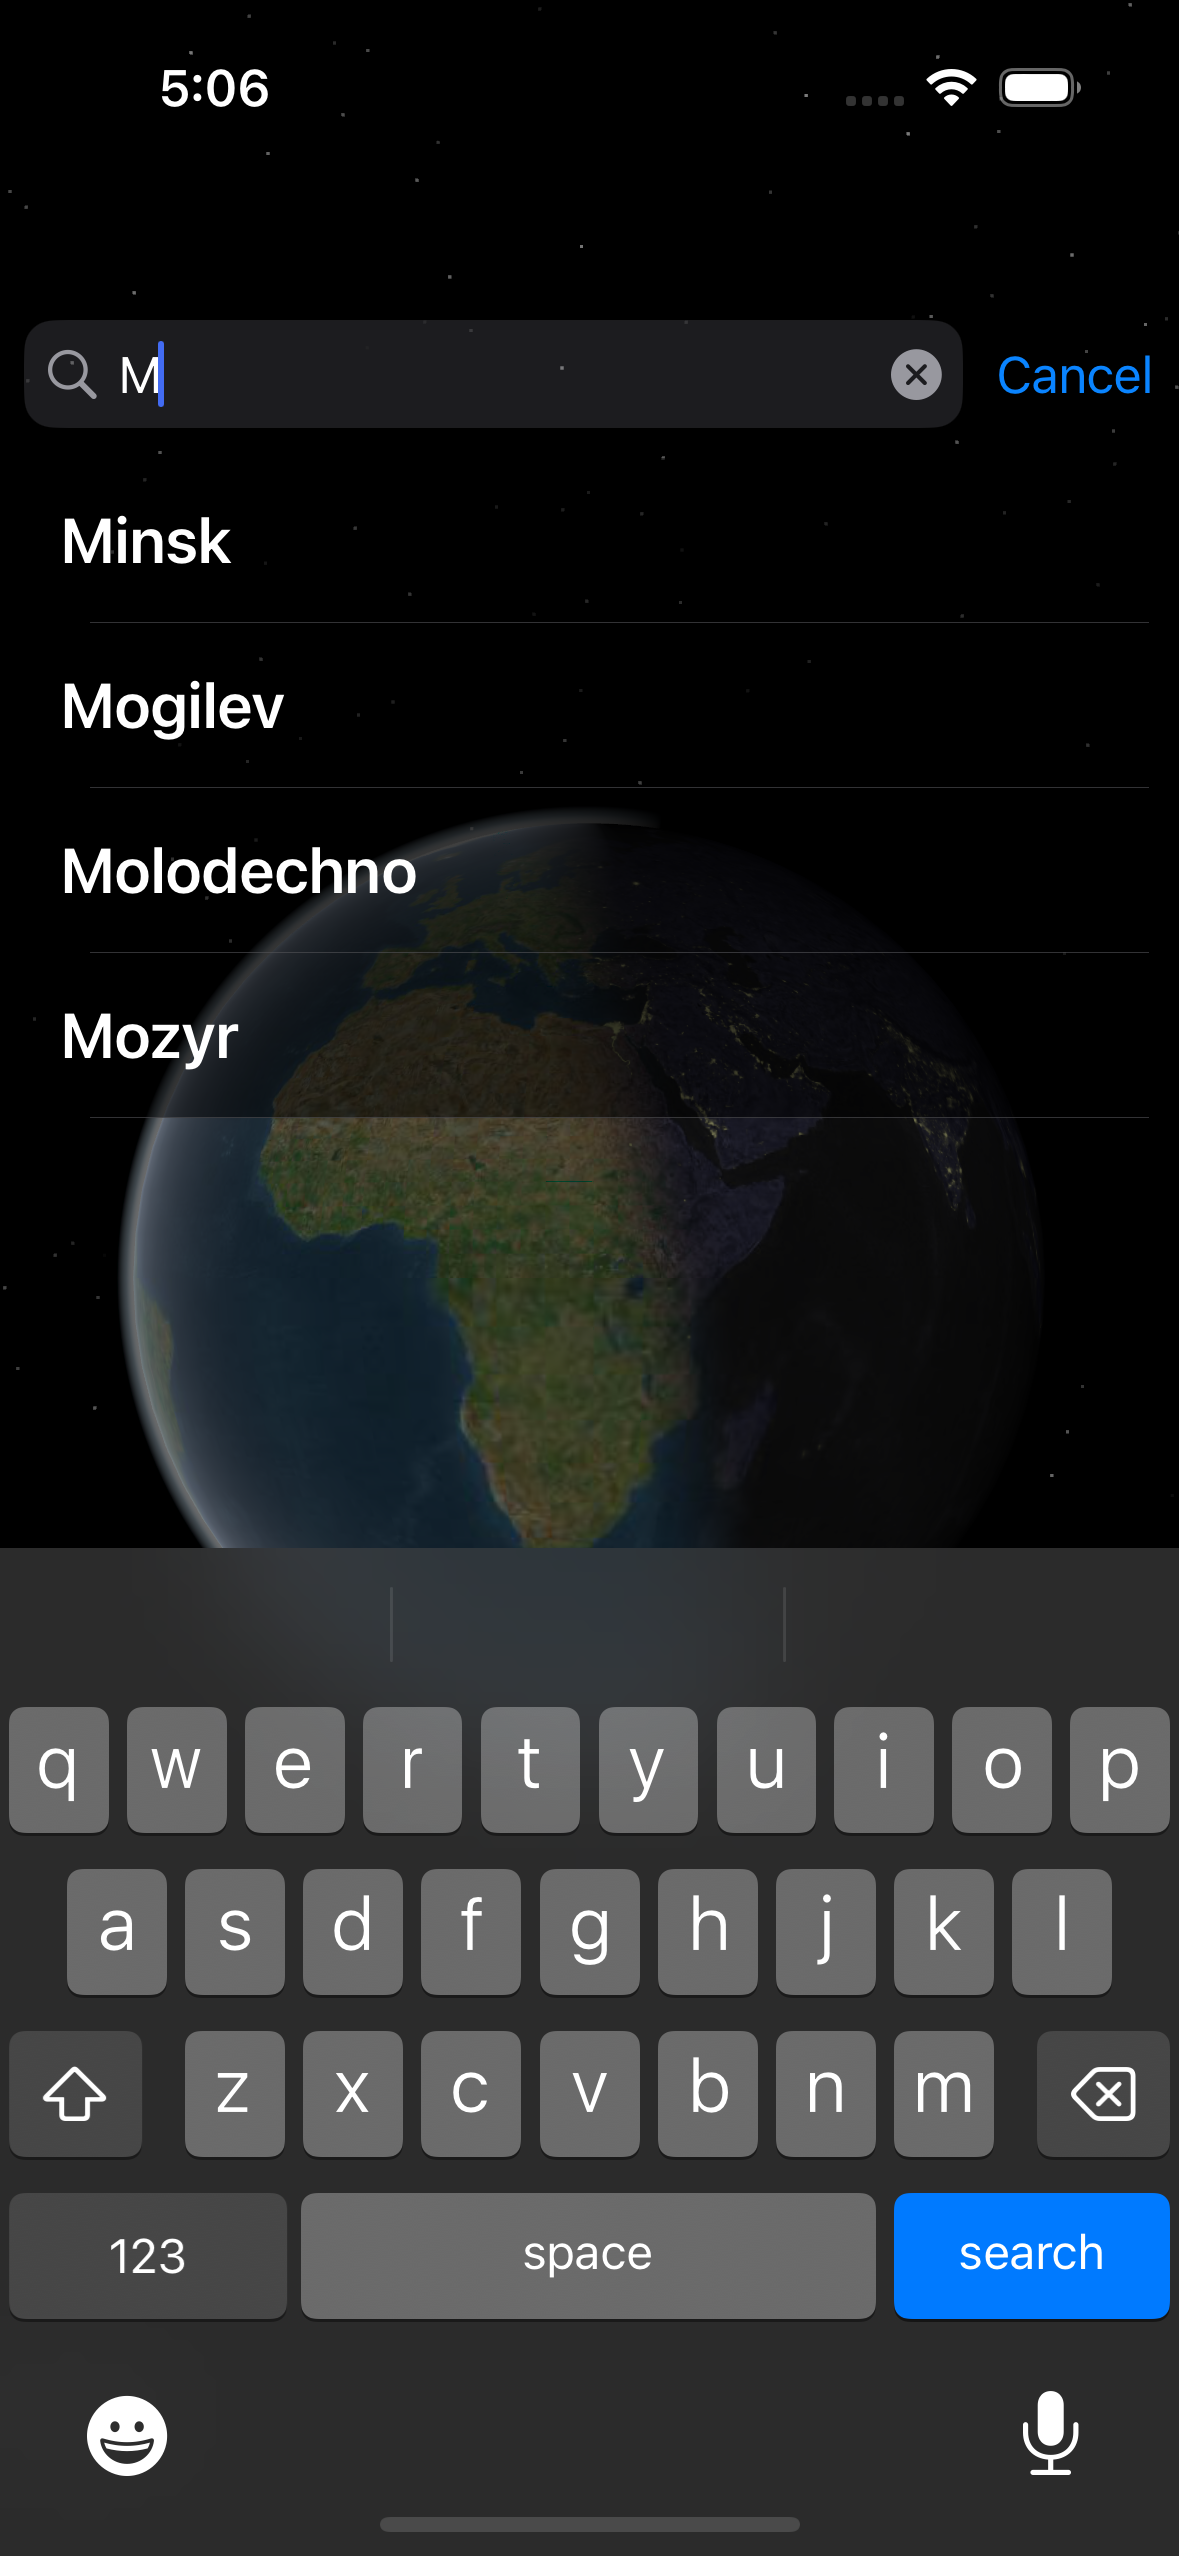 5:06
M
Cancel
Minsk
Mogilev
Molodechno
Mozyr
q w e r t y u i o p
a s d f g h j k l
z x c v b n m
123 space search